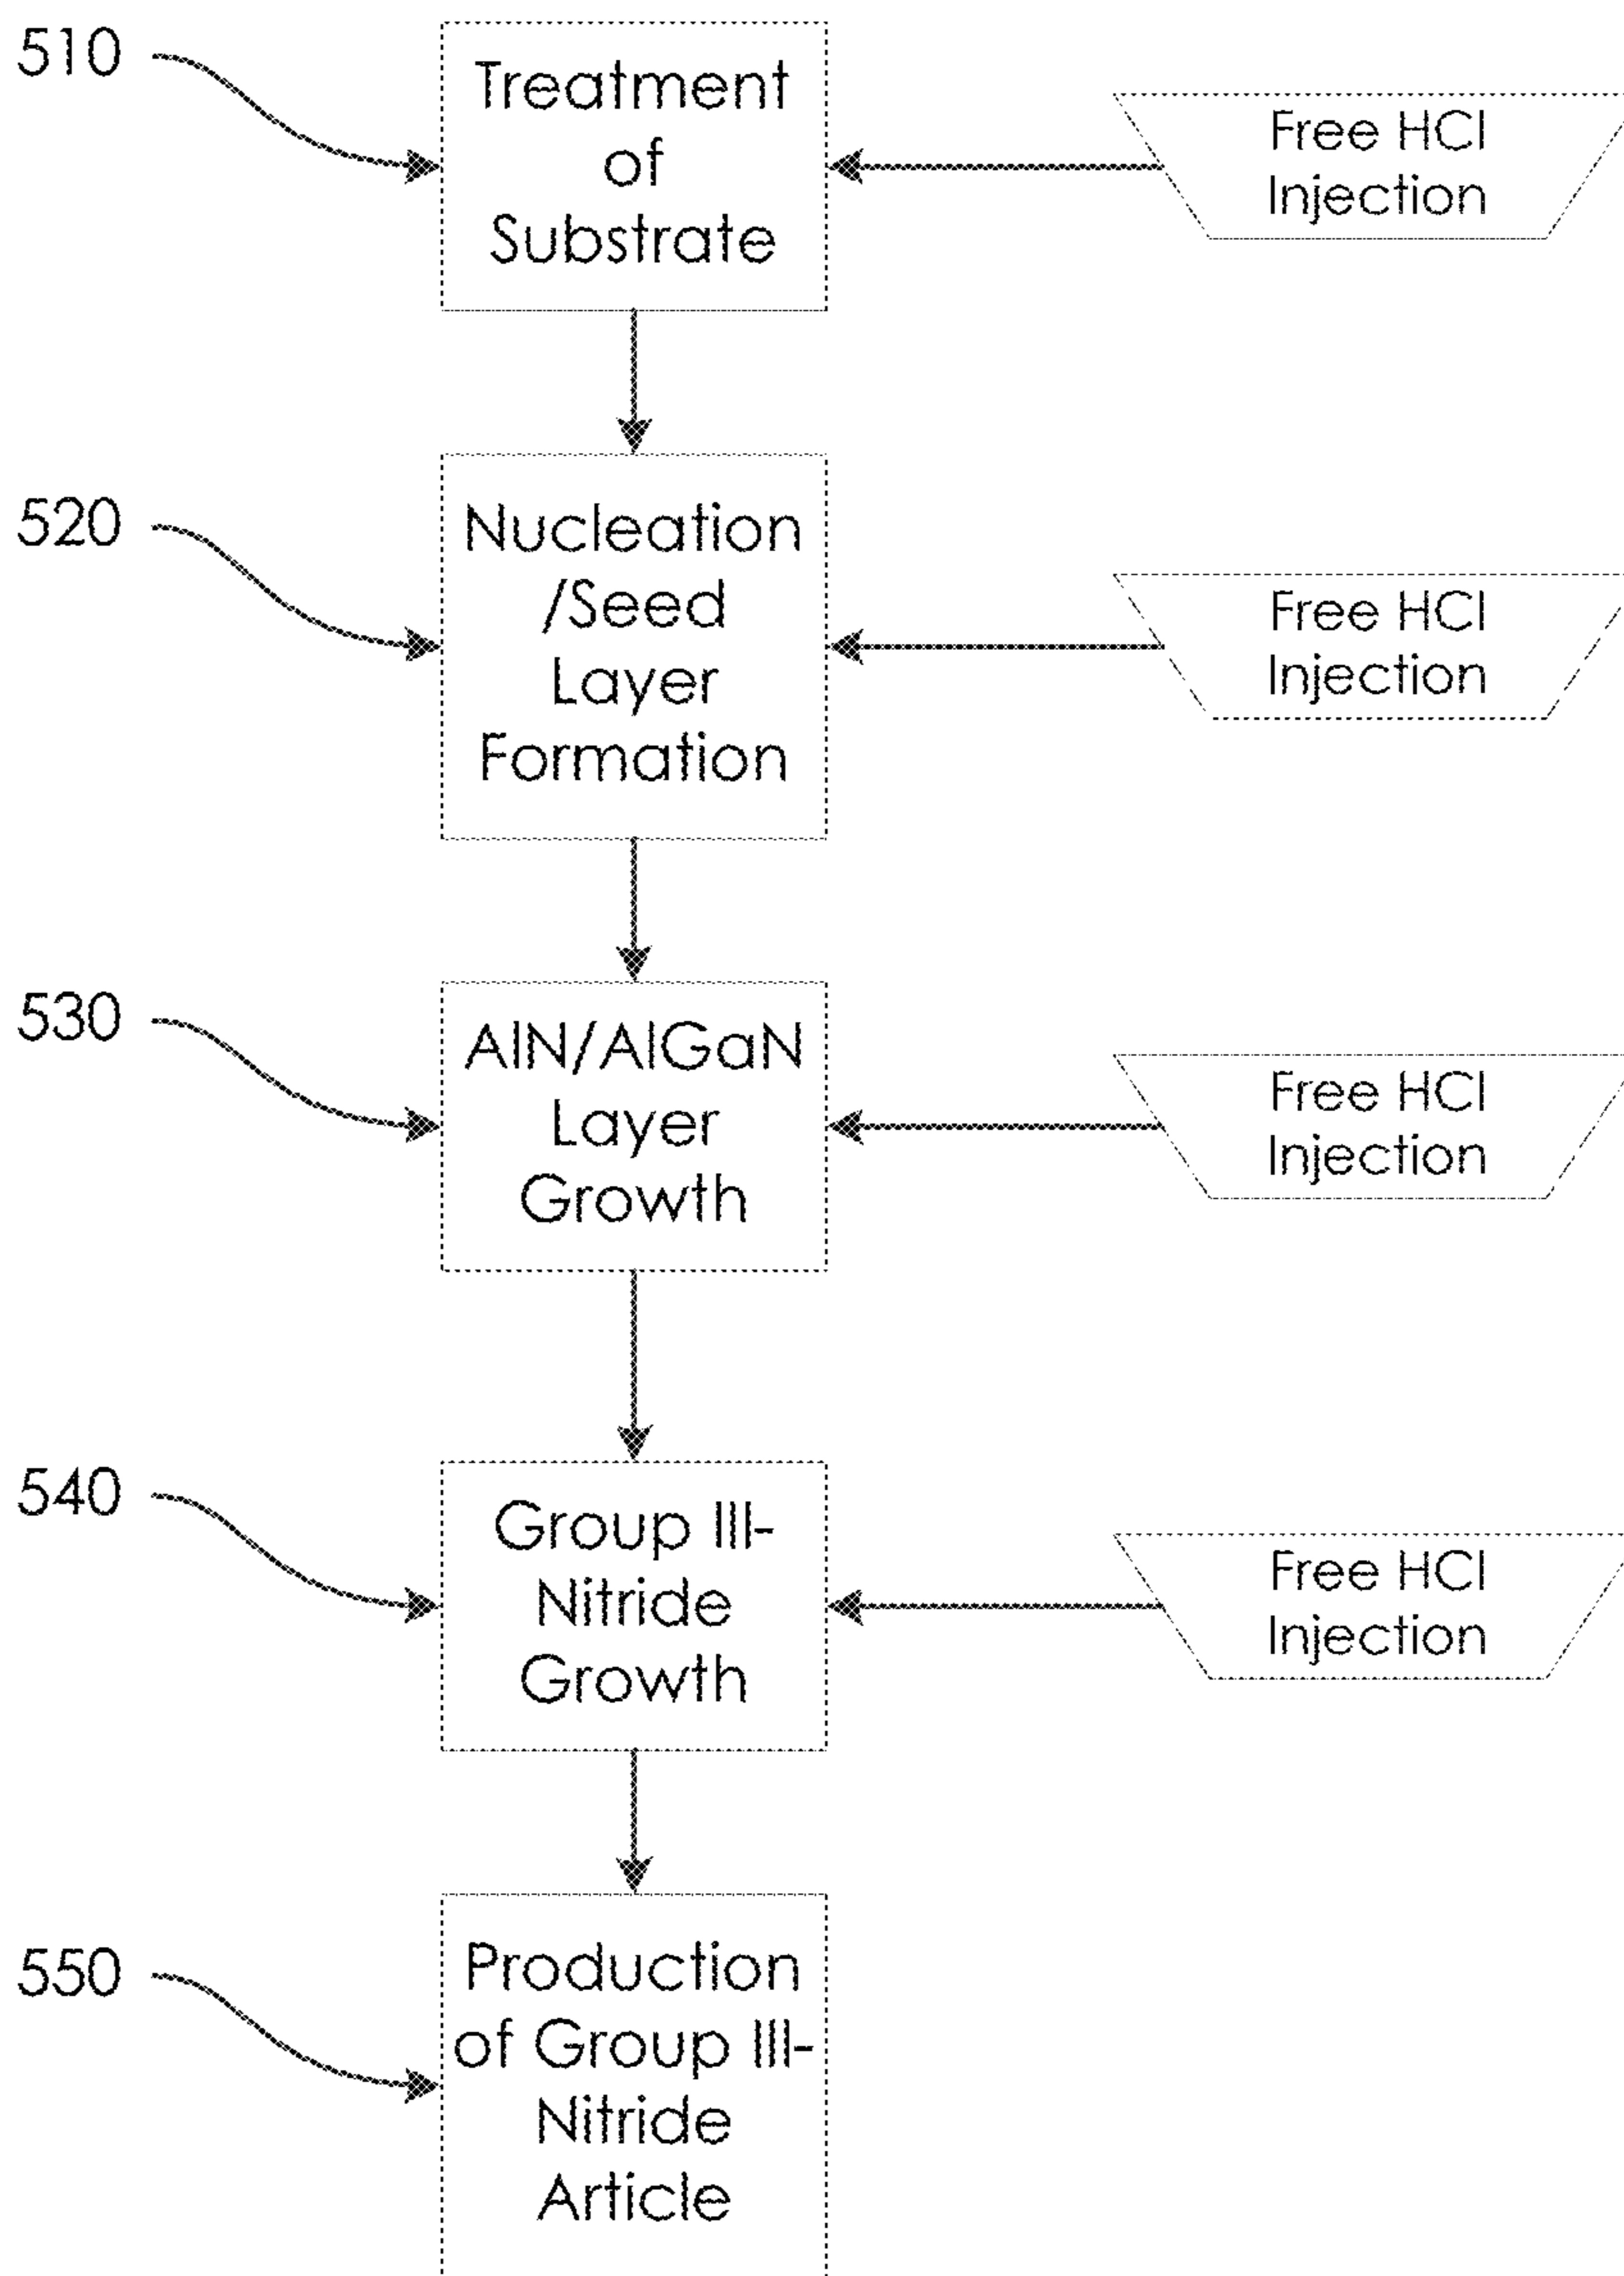 510
Treatment
of
Substrate
Free HCl
Injection
520
Nucleation
/Seed
Layer
Formation
Free HCl
Injection
530
AlN/AlGaN
Layer
Growth
Free HCl
Injection
540
Group III-
Nitride
Growth
Free HCl
Injection
550
Production
of Group III-
Nitride
Article